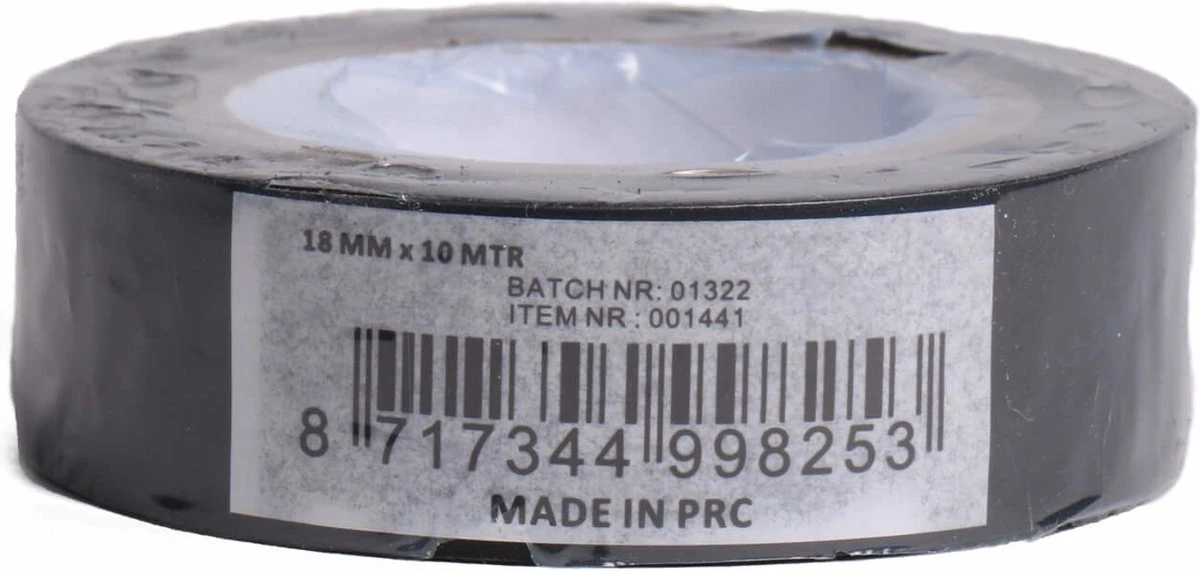 18 MM x 10 MTR
BATCH NR: 01322
ITEM NR : 001441
8 717344 998253
MADE IN PRC